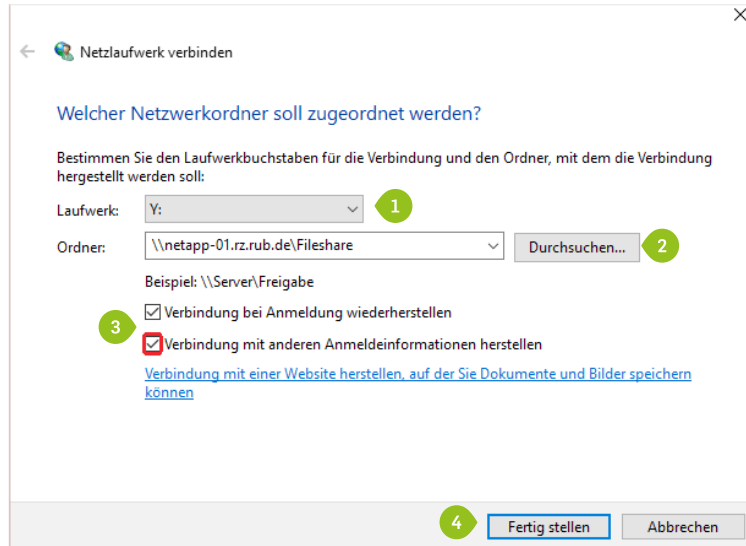 Netzlaufwerk verbinden
Welcher Netzwerkordner soll zugeordnet werden?
Bestimmen Sie den Laufwerkbuchstaben für die Verbindung und den Ordner, mit dem die Verbindung
hergestellt werden soll:
Laufwerk: Y: 1
Ordner: \\netapp-01.rz.rub.de\Fileshare Durchsuchen... 2
Beispiel: \\Server\Freigabe
Verbindung bei Anmeldung wiederherstellen
3
Verbindung mit anderen Anmeldeinformationen herstellen
Verbindung mit einer Website herstellen, auf der Sie Dokumente und Bilder speichern
können
4 Fertig stellen Abbrechen